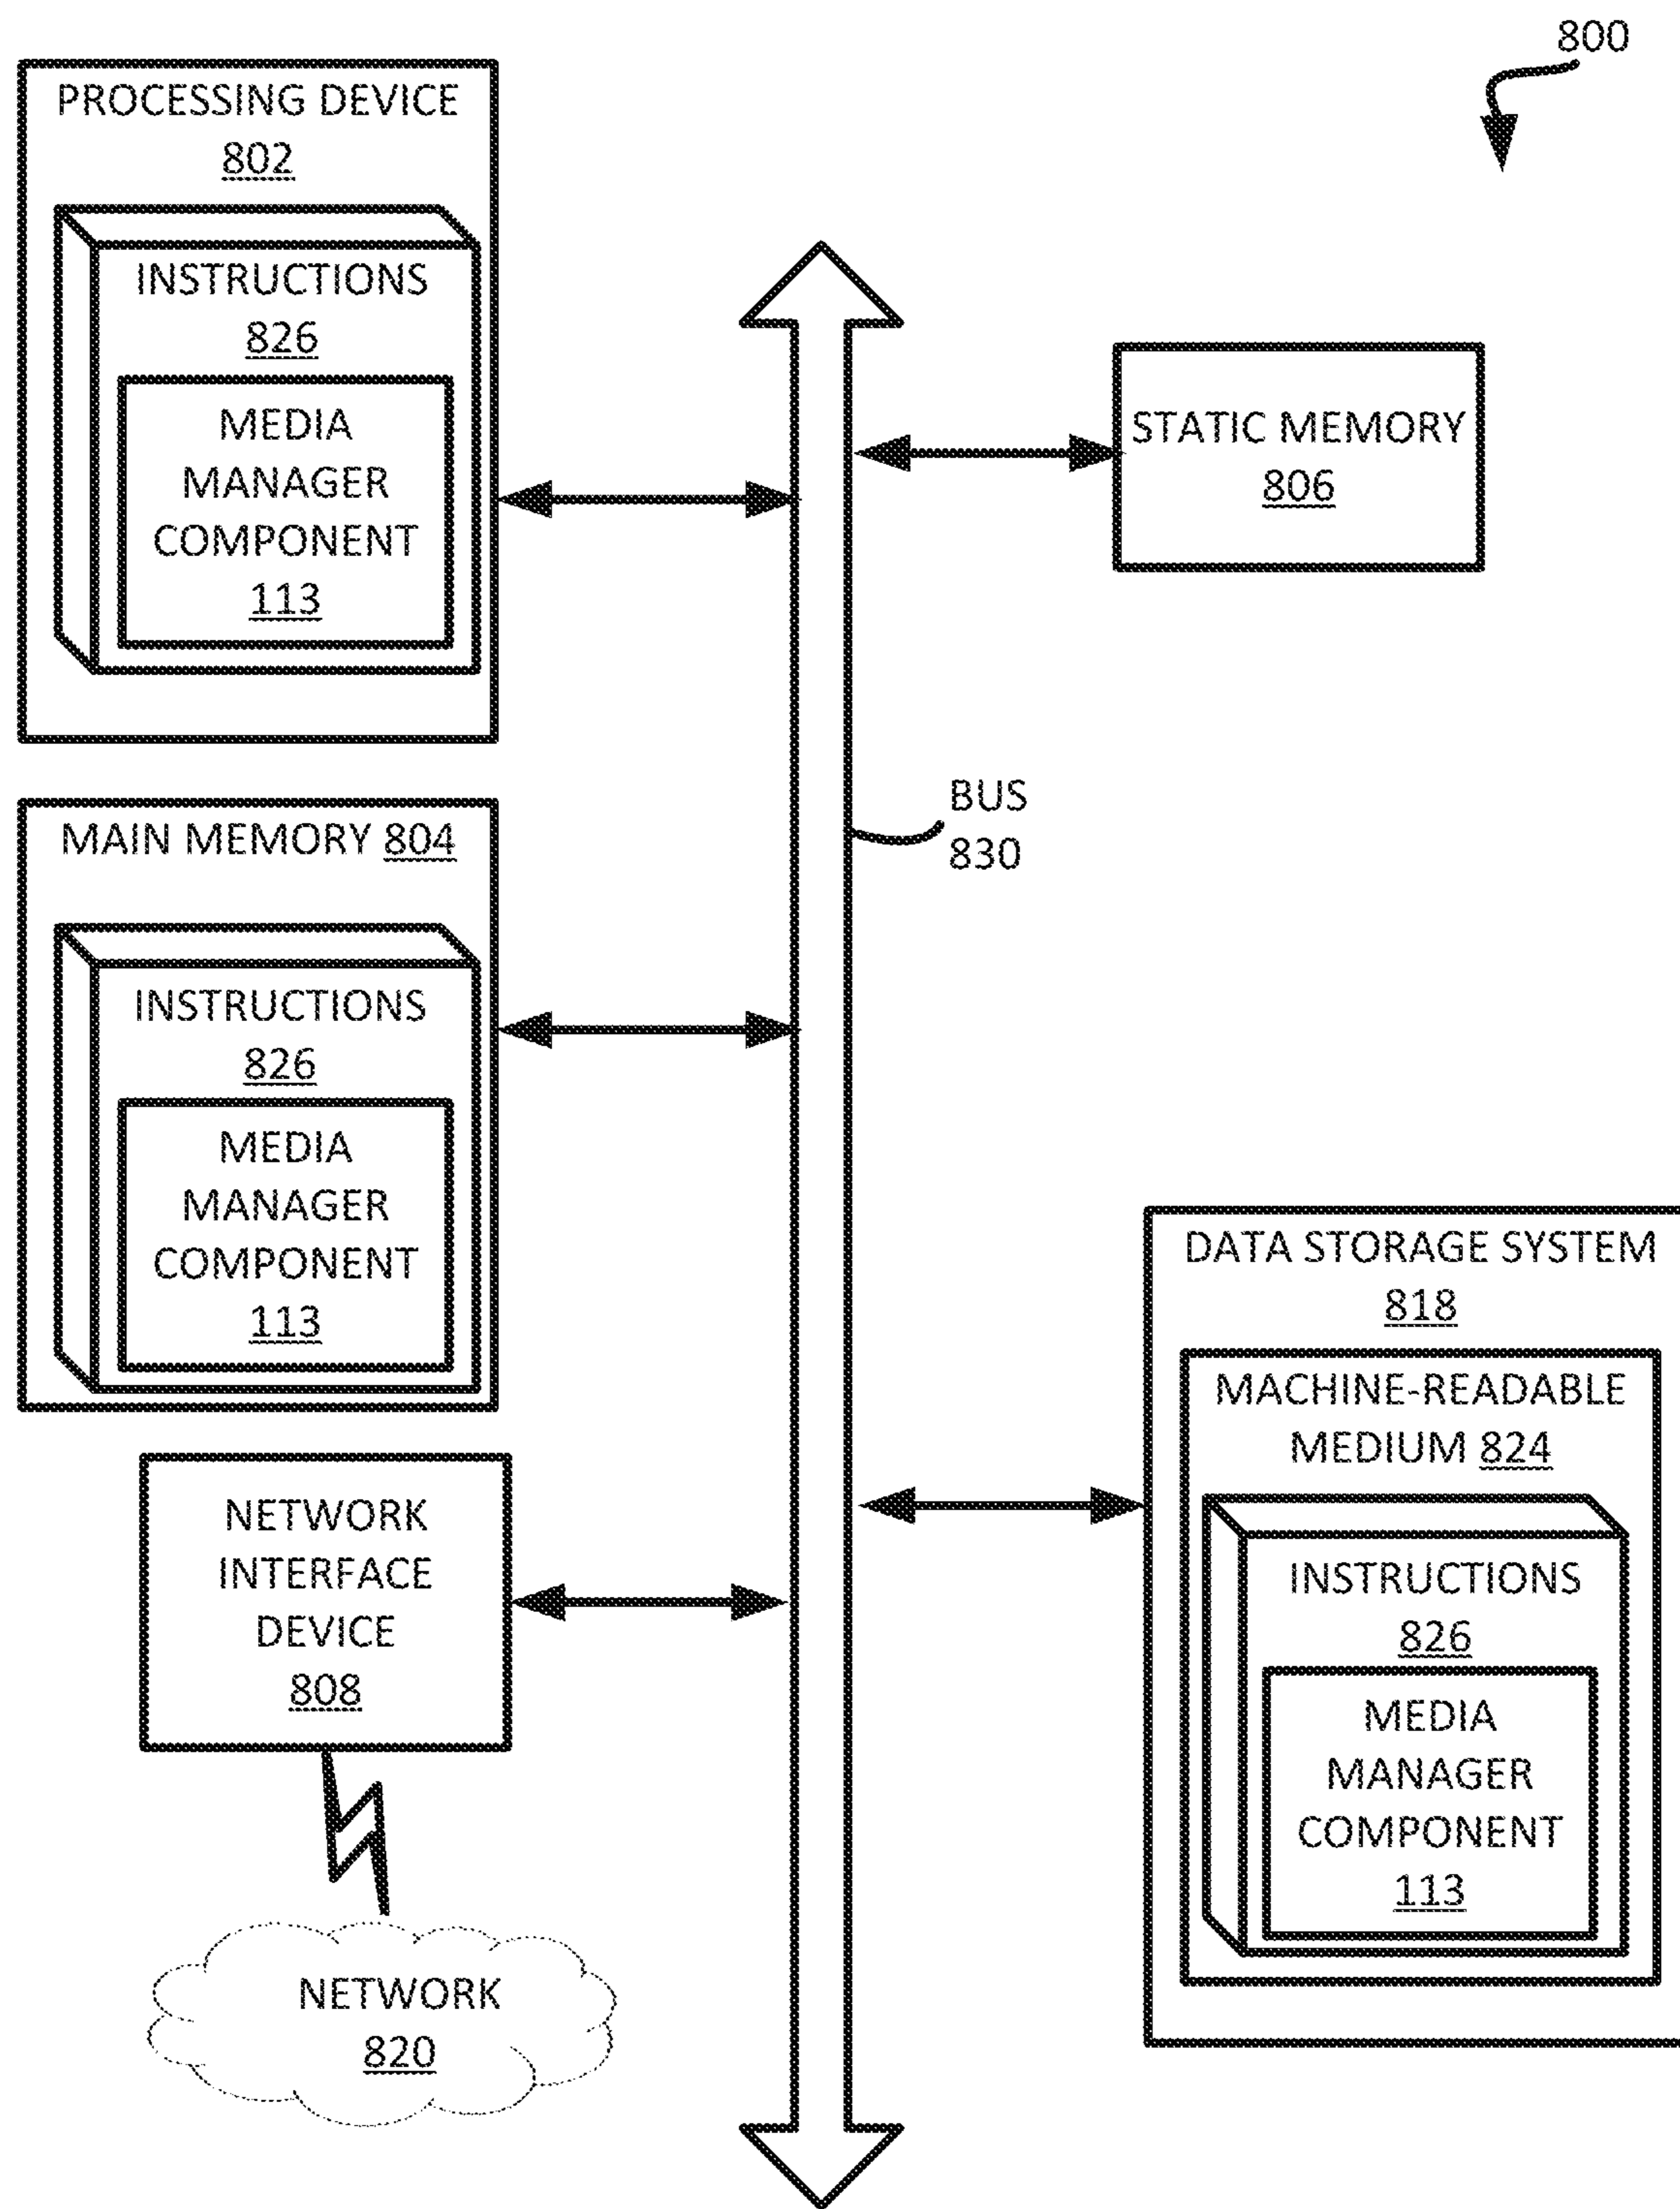 800
PROCESSING DEVICE
802
INSTRUCTIONS
826
MEDIA
MANAGER
COMPONENT
113
STATIC MEMORY
806
BUS
830
MAIN MEMORY 804
INSTRUCTIONS
826
MEDIA
MANAGER
COMPONENT
113
DATA STORAGE SYSTEM
818
MACHINE-READABLE
MEDIUM 824
INSTRUCTIONS
826
MEDIA
MANAGER
COMPONENT
113
NETWORK
INTERFACE
DEVICE
808
NETWORK
820